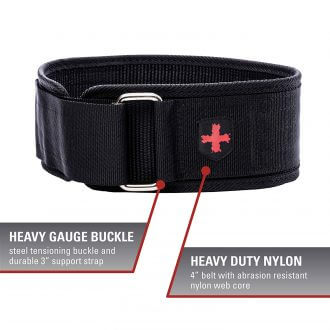 HEAVY GAUGE BUCKLE
steel tensioning buckle and
durable 3” support strap
HEAVY DUTY NYLON
4” belt with abrasion resistant
nylon web core